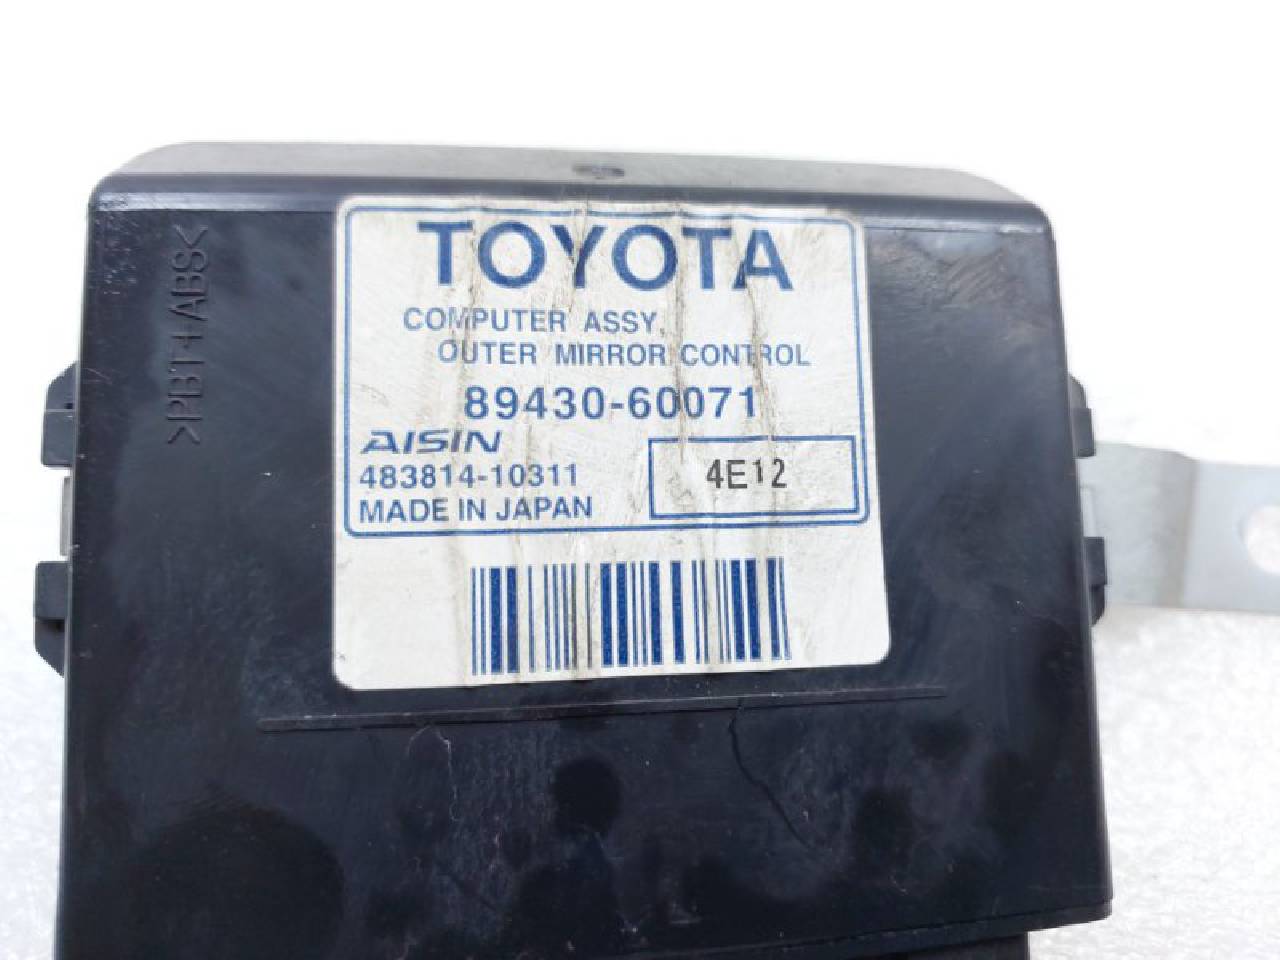 TOYOTA
COMPUTER ASSY,
OUTER MIRROR CONTROL
89430-60071
AISIN
483814-10311
4E12
MADE IN JAPAN
>PBT+ABS<